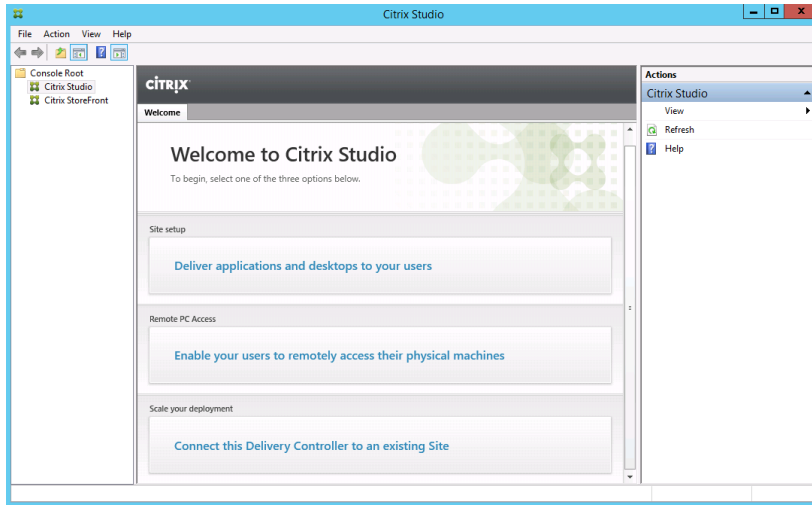 Citrix Studio
File Action View Help
Console Root
Citrix Studio
Citrix StoreFront
CİTRIX
Welcome
Welcome to Citrix Studio
To begin, select one of the three options below.
Site setup
Deliver applications and desktops to your users
Remote PC Access
Enable your users to remotely access their physical machines
Scale your deployment
Connect this Delivery Controller to an existing Site
Actions
Citrix Studio
View
Refresh
Help